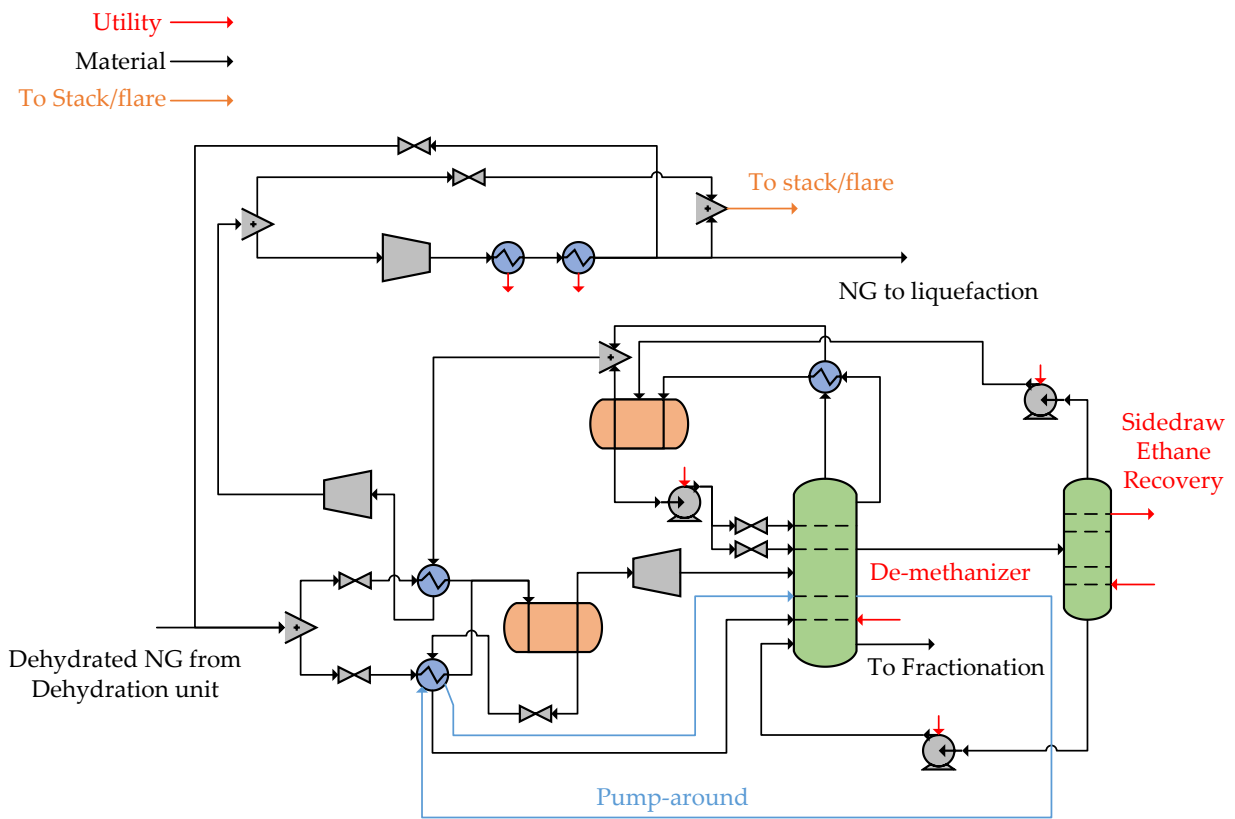 Utility
Material
To Stack/flare
To stack/flare
NG to liquefaction
Sidedraw
Ethane
Recovery
De-methanizer
Dehydrated NG from
Dehydration unit
To Fractionation
Pump-around